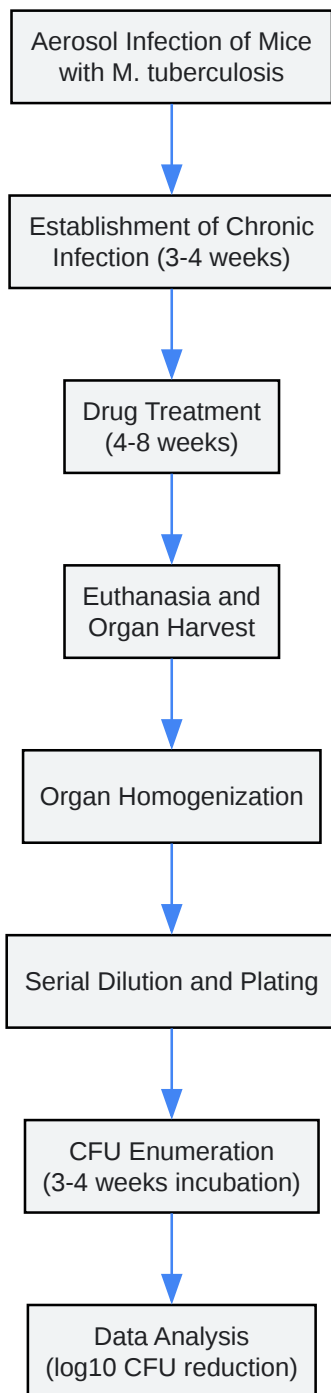 Aerosol Infection of Mice
with M. tuberculosis
Establishment of Chronic
Infection (3-4 weeks)
Drug Treatment
(4-8 weeks)
Euthanasia and
Organ Harvest
Organ Homogenization
Serial Dilution and Plating
CFU Enumeration
(3-4 weeks incubation)
Data Analysis
(log10 CFU reduction)